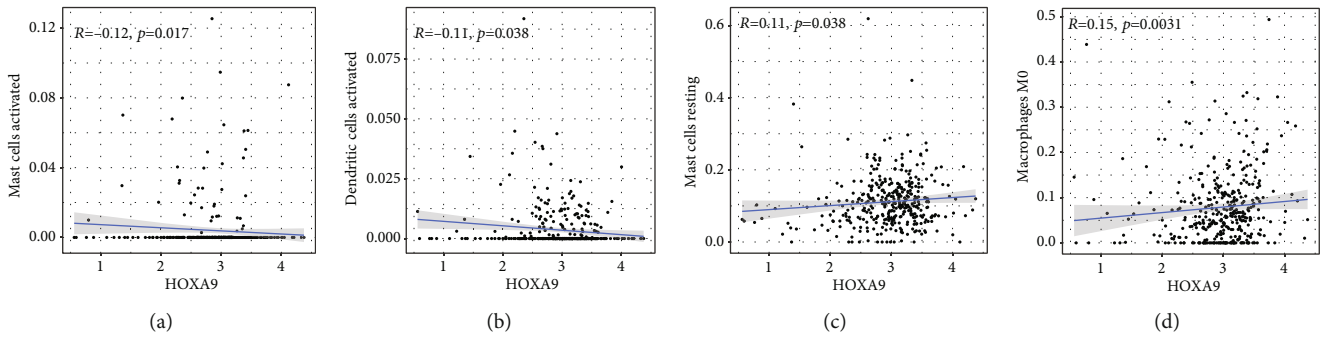 R=−0.12, p=0.017
0.12
0.08
0.04
0.00
Mast cells activated
1 2 3 4
HOXA9
(a)
R=−0.11, p=0.038
0.075
0.050
0.025
0.000
Dendritic cells activated
1 2 3 4
HOXA9
(b)
R=0.11, p=0.038
0.6
0.4
0.2
0.0
Mast cells resting
1 2 3 4
HOXA9
(c)
R=0.15, p=0.0031
0.5
0.4
0.3
0.2
0.1
0.0
Macrophages M0
1 2 3 4
HOXA9
(d)